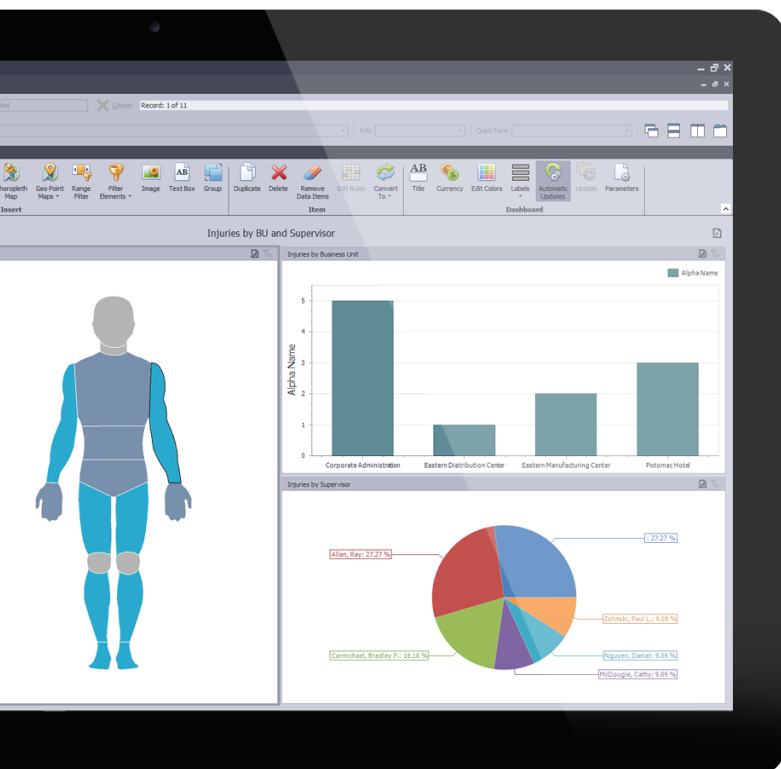 ded
Cancel
Record: 1 of 11
Info
Quick Form
horopleth Map
Geo Point Maps
Range Filter
Filter Elements
Image
Text Box
Group
Duplicate
Delete
Remove Data Items
Edit Rules
Convert To
AB
Title
Currency
Edit Colors
Labels
Automatic Updates
Update
Parameters
Insert
Item
Dashboard
Injuries by BU and Supervisor
Injuries by Business Unit
Alpha Name
5
4
3
2
1
0
Alpha Name
Corporate Administration
Eastern Distribution Center
Eastern Manufacturing Center
Potomac Hotel
Injuries by Supervisor
: 27.27 %
Allen, Ray: 27.27 %
Zolinski, Paul L.: 9.09 %
Carmichael, Bradley P.: 18.18 %
Nguyen, Daniel: 9.09 %
McDougle, Cathy: 9.09 %